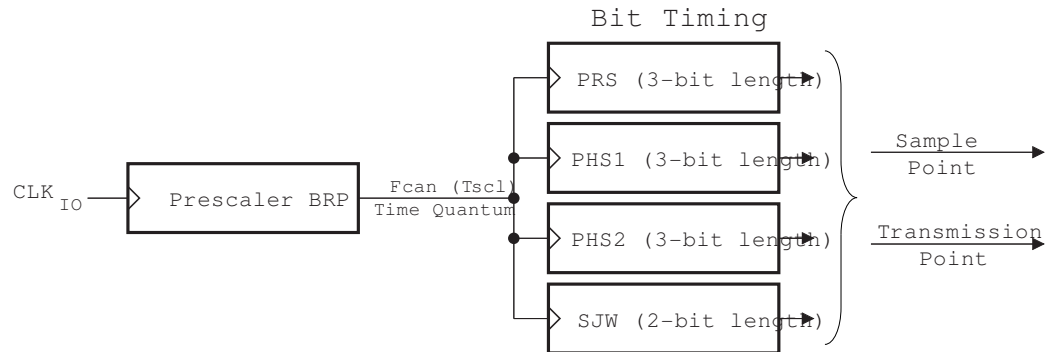 Bit Timing
PRS (3-bit length)
PHS1 (3-bit length)
PHS2 (3-bit length)
SJW (2-bit length)
CLK IO
Prescaler BRP
Fcan (Tscl)
Time Quantum
Sample
Point
Transmission
Point